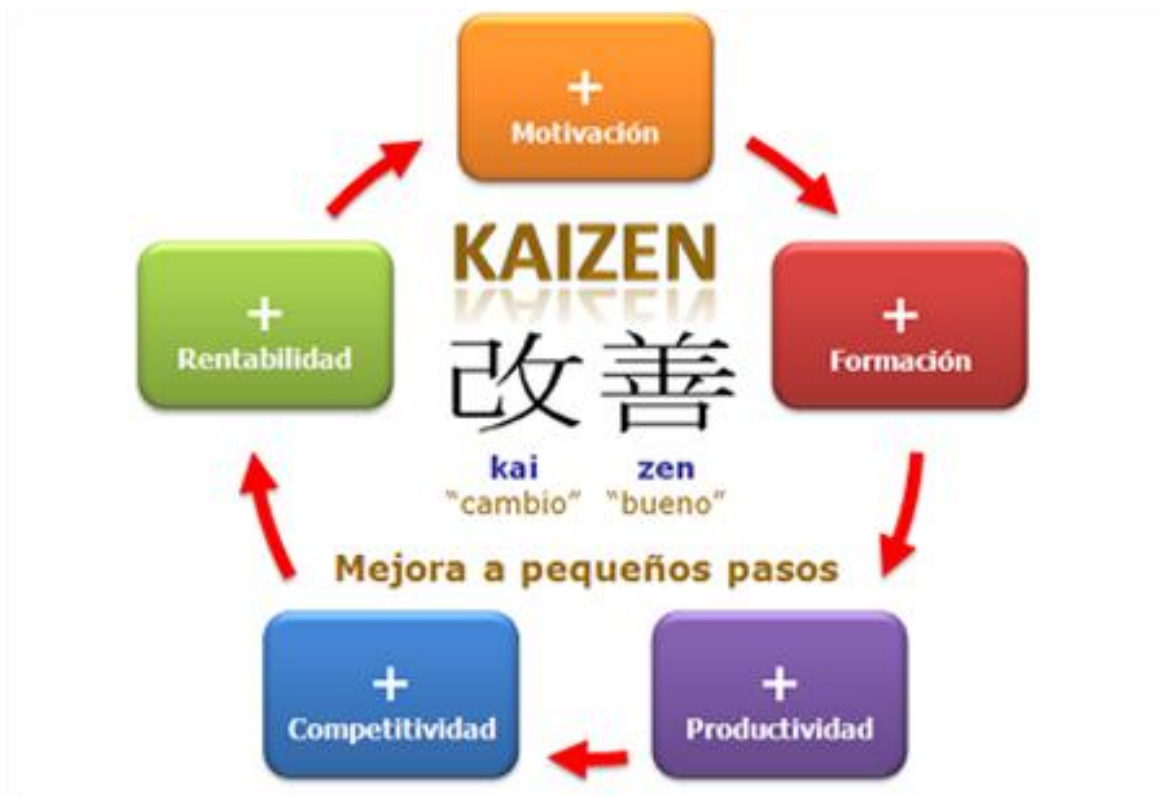 +
Motivación
+
Rentabilidad
KAIZEN
+
Formación
改善
kai zen
“cambio” “bueno”
Mejora a pequeños pasos
+
Competitividad
+
Productividad